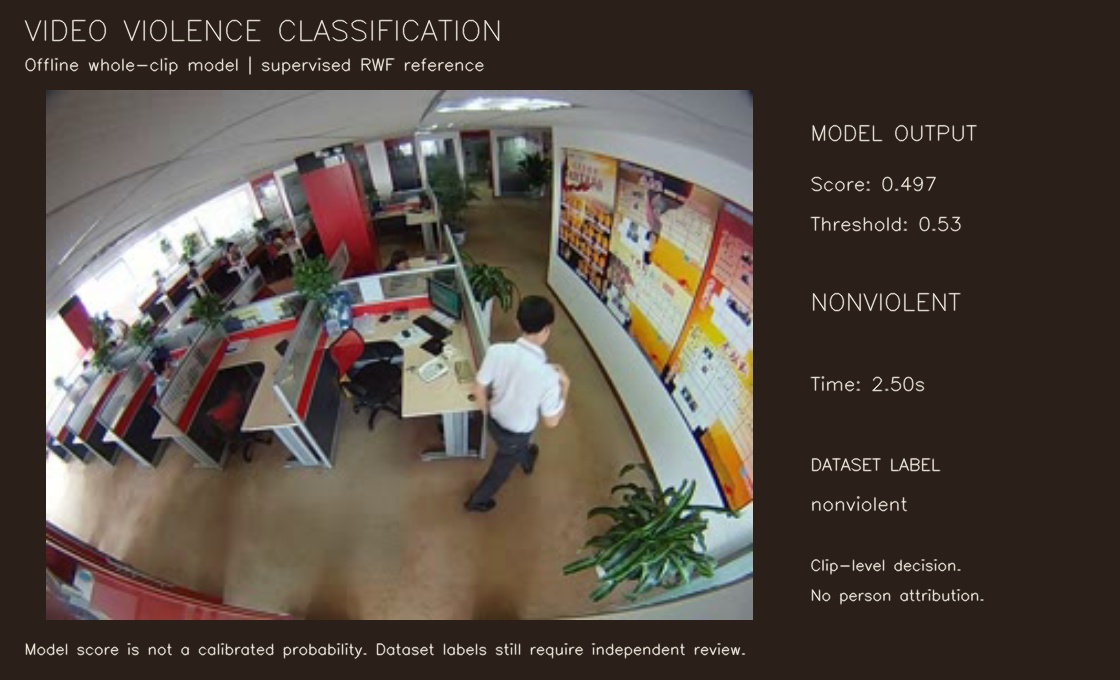 VIDEO VIOLENCE CLASSIFICATION
Offline whole-clip model | supervised RWF reference
MODEL OUTPUT
Score: 0.497
Threshold: 0.53
NONVIOLENT
Time: 2.50s
DATASET LABEL
nonviolent
Clip-level decision.
No person attribution.
Model score is not a calibrated probability. Dataset labels still require independent review.